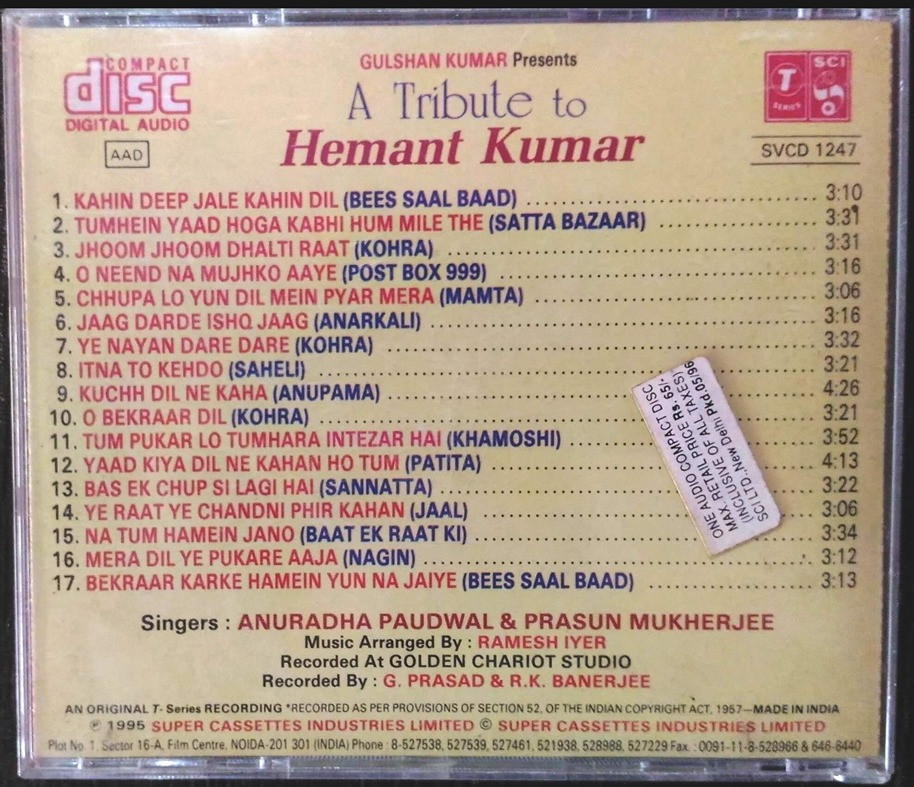 COMPACT
disc
DIGITAL AUDIO
AAD
GULSHAN KUMAR Presents
A Tribute to
Hemant Kumar
T
SERIES
SCI
SVCD 1247
1. KAHIN DEEP JALE KAHIN DIL (BEES SAAL BAAD) 3:10
2. TUMHEIN YAAD HOGA KABHI HUM MILE THE (SATTA BAZAAR) 3:31
3. JHOOM JHOOM DHALTI RAAT (KOHRA) 3:31
4. O NEEND NA MUJHKO AAYE (POST BOX 999) 3:16
5. CHHUPA LO YUN DIL MEIN PYAR MERA (MAMTA) 3:06
6. JAAG DARDE ISHQ JAAG (ANARKALI) 3:16
7. YE NAYAN DARE DARE (KOHRA) 3:32
8. ITNA TO KEHDO (SAHELI) 3:21
9. KUCHH DIL NE KAHA (ANUPAMA) 4:26
10. O BEKRAAR DIL (KOHRA) 3:21
11. TUM PUKAR LO TUMHARA INTEZAR HAI (KHAMOSHI) 3:52
12. YAAD KIYA DIL NE KAHAN HO TUM (PATITA) 4:13
13. BAS EK CHUP SI LAGI HAI (SANNATTA) 3:22
14. YE RAAT YE CHANDNI PHIR KAHAN (JAAL) 3:06
15. NA TUM HAMEIN JANO (BAAT EK RAAT KI) 3:34
16. MERA DIL YE PUKARE AAJA (NAGIN) 3:12
17. BEKRAAR KARKE HAMEIN YUN NA JAIYE (BEES SAAL BAAD) 3:13
ONE AUDIO COMPACT DISC
MAX. RETAIL PRICE Rs. 65/-
(INCLUSIVE OF ALL TAXES)
SCI LTD., New Delhi Pkd. 05/96
Singers : ANURADHA PAUDWAL & PRASUN MUKHERJEE
Music Arranged By : RAMESH IYER
Recorded At GOLDEN CHARIOT STUDIO
Recorded By : G. PRASAD & R.K. BANERJEE
AN ORIGINAL T- Series RECORDING *RECORDED AS PER PROVISIONS OF SECTION 52, OF THE INDIAN COPYRIGHT ACT, 1957—MADE IN INDIA
℗ 1995 SUPER CASSETTES INDUSTRIES LIMITED © SUPER CASSETTES INDUSTRIES LIMITED
Plot No. 1, Sector 16-A, Film Centre, NOIDA-201 301 (INDIA) Phone : 8-527538, 527539, 527461, 521938, 528988, 527229 Fax. : 0091-11-8-528966 & 646-6440